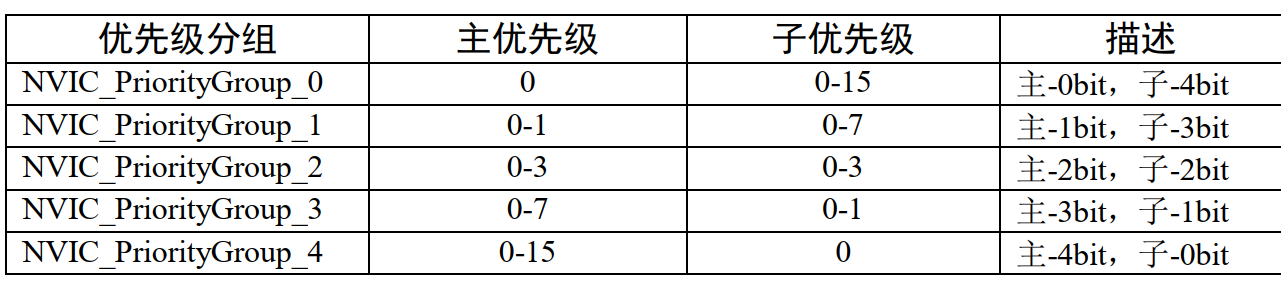 优先级分组 主优先级 子优先级 描述
NVIC_PriorityGroup_0 0 0-15 主-0bit，子-4bit
NVIC_PriorityGroup_1 0-1 0-7 主-1bit，子-3bit
NVIC_PriorityGroup_2 0-3 0-3 主-2bit，子-2bit
NVIC_PriorityGroup_3 0-7 0-1 主-3bit，子-1bit
NVIC_PriorityGroup_4 0-15 0 主-4bit，子-0bit